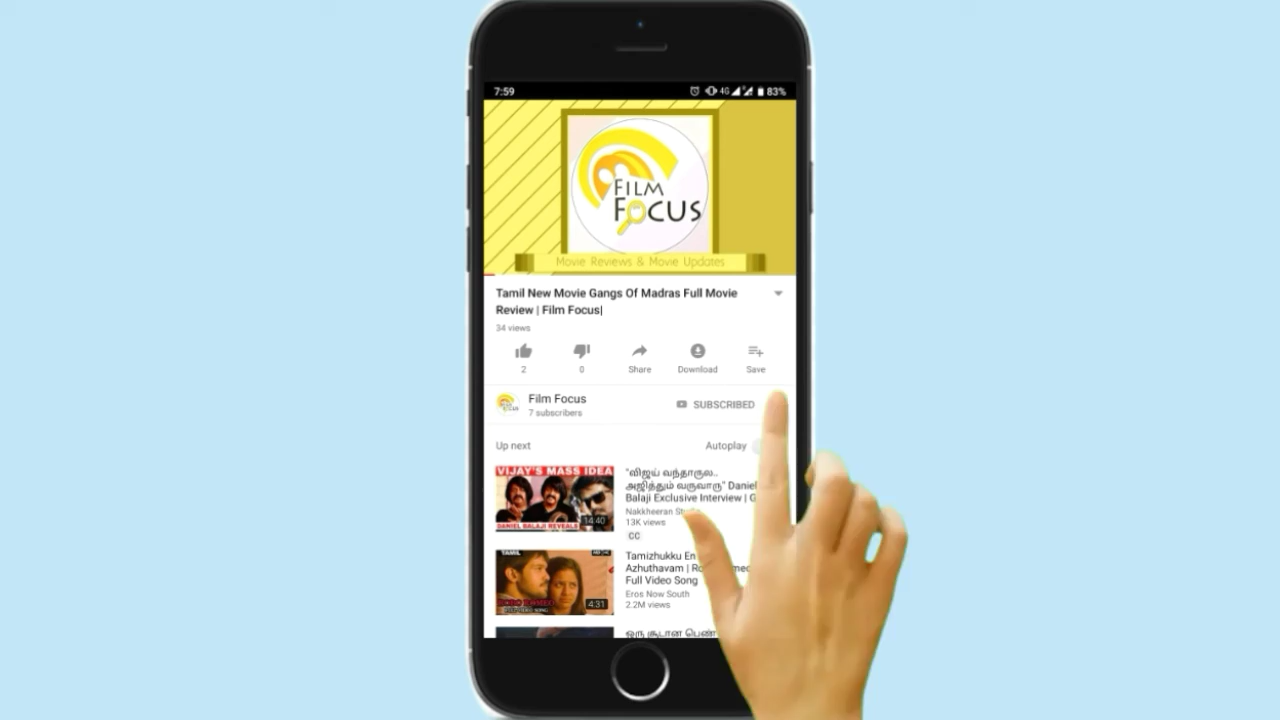 7:59
4G
83%
FILM
FOCUS
Movie Reviews & Movie Updates
Tamil New Movie Gangs Of Madras Full Movie
Review | Film Focus|
34 views
2
0
Share
Download
Save
Film Focus
7 subscribers
SUBSCRIBED
Up next
Autoplay
VIJAY'S MASS IDEA
DANIEL BALAJI REVEALS
14:40
"விஜய் வந்தாருல..
அஜித்தும் வருவாரு" Daniel
Balaji Exclusive Interview | G
Nakkheeran
13K views
CC
TAMIL
4:31
Tamizhukku En
Azhuthavam |
Full Video Song
Eros Now South
2.2M views
ஒரு சூடான பெண்